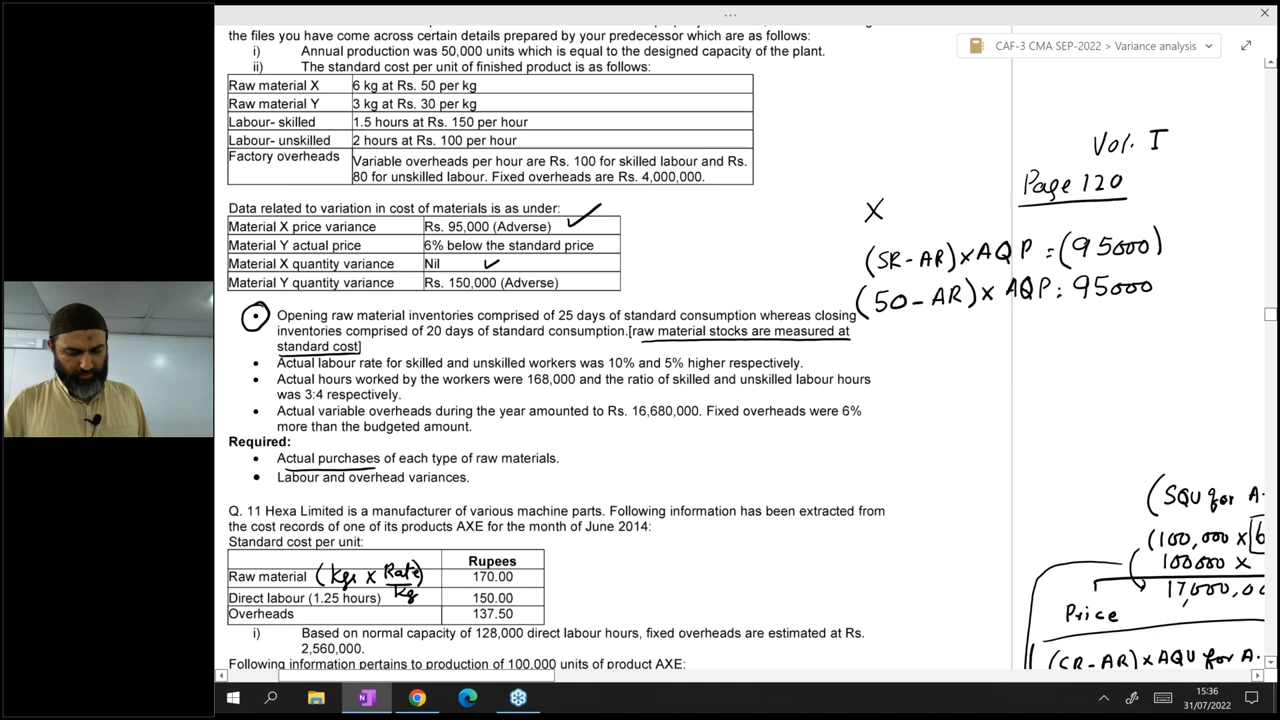 the files you have come across certain details prepared by your predecessor which are as follows:
CAF-3 CMA SEP-2022 > Variance analysis
i) Annual production was 50,000 units which is equal to the designed capacity of the plant.
ii) The standard cost per unit of finished product is as follows:
Raw material X 6 kg at Rs. 50 per kg
Raw material Y 3 kg at Rs. 30 per kg
Labour- skilled 1.5 hours at Rs. 150 per hour
Labour- unskilled 2 hours at Rs. 100 per hour
Factory overheads Variable overheads per hour are Rs. 100 for skilled labour and Rs.
80 for unskilled labour. Fixed overheads are Rs. 4,000,000.
Vol. I
Page 120
Data related to variation in cost of materials is as under:
Material X price variance Rs. 95,000 (Adverse)
Material Y actual price 6% below the standard price
Material X quantity variance Nil
Material Y quantity variance Rs. 150,000 (Adverse)
X
(SR-AR)xAQP = (95000)
(50-AR)x AQP = 95000
Opening raw material inventories comprised of 25 days of standard consumption whereas closing
inventories comprised of 20 days of standard consumption.[raw material stocks are measured at
standard cost]
• Actual labour rate for skilled and unskilled workers was 10% and 5% higher respectively.
• Actual hours worked by the workers were 168,000 and the ratio of skilled and unskilled labour hours
was 3:4 respectively.
• Actual variable overheads during the year amounted to Rs. 16,680,000. Fixed overheads were 6%
more than the budgeted amount.
Required:
• Actual purchases of each type of raw materials.
• Labour and overhead variances.
Q. 11 Hexa Limited is a manufacturer of various machine parts. Following information has been extracted from
the cost records of one of its products AXE for the month of June 2014:
Standard cost per unit:
Rupees
Raw material (Kgs x Rate/Kg) 170.00
Direct labour (1.25 hours) 150.00
Overheads 137.50
i) Based on normal capacity of 128,000 direct labour hours, fixed overheads are estimated at Rs.
2,560,000.
Following information pertains to production of 100,000 units of product AXE:
(SQU for A.
(100,000 x 6
100000 x
17,000,00
Price
(SR-AR)xAQU for A.
15:36
31/07/2022